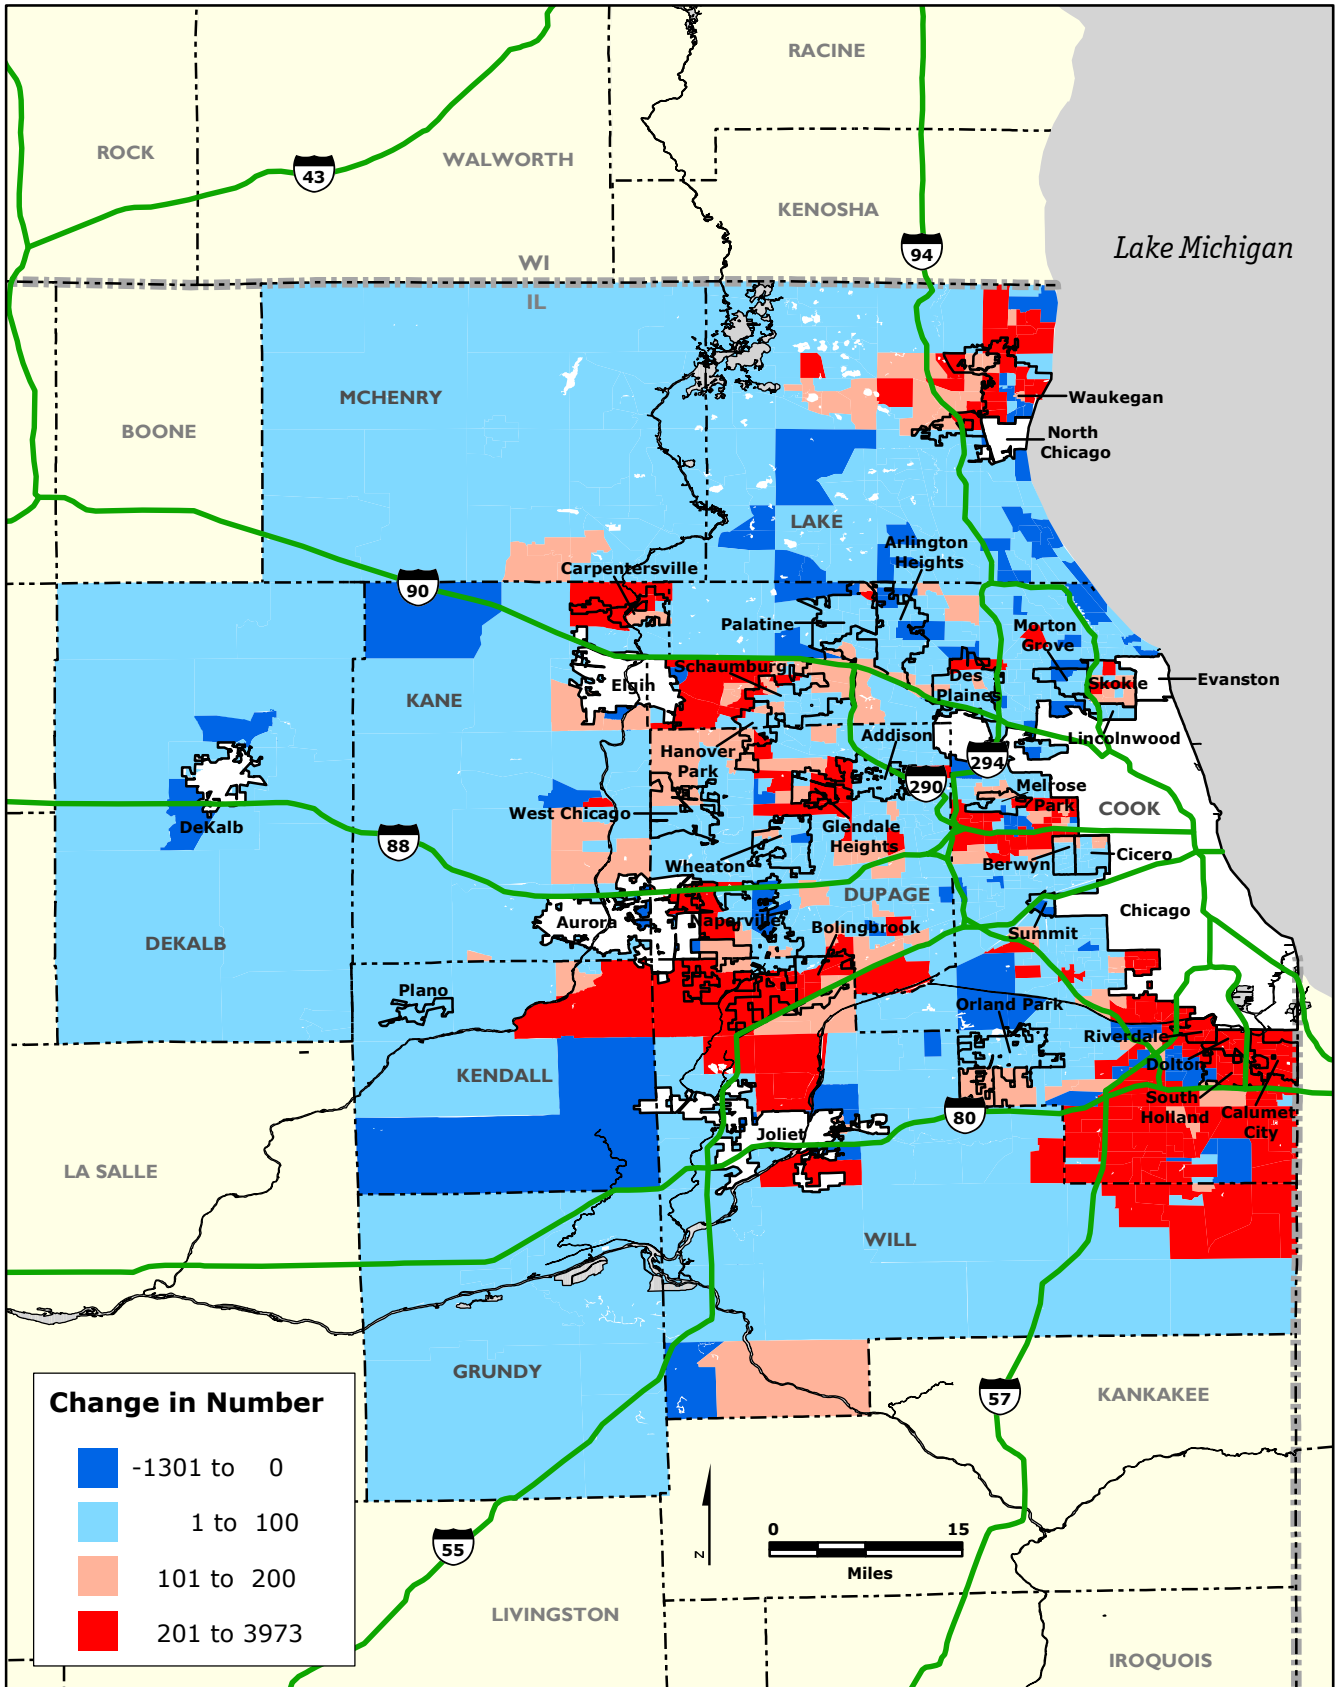 RACINE
ROCK
WALWORTH
43
KENOSHA
94
Lake Michigan
WI
IL
MCHENRY
BOONE
Waukegan
North
Chicago
LAKE
Arlington
Heights
Carpentersville
90
Palatine
Morton
Grove
Schaumburg
Elgin
Des
Plaines
Skokie
Evanston
KANE
Lincolnwood
Addison
Hanover
Park
294
290
Melrose
Park
COOK
West Chicago
DeKalb
88
Glendale
Heights
Wheaton
Berwyn
Cicero
DUPAGE
Chicago
Aurora
Naperville
Bolingbrook
Summit
DEKALB
Plano
Orland Park
Riverdale
Dolton
KENDALL
South
Holland
Calumet
City
80
Joliet
LA SALLE
WILL
GRUNDY
57
KANKAKEE
Change in Number
-1301 to 0
1 to 100
101 to 200
201 to 3973
55
N
0 15
Miles
LIVINGSTON
IROQUOIS